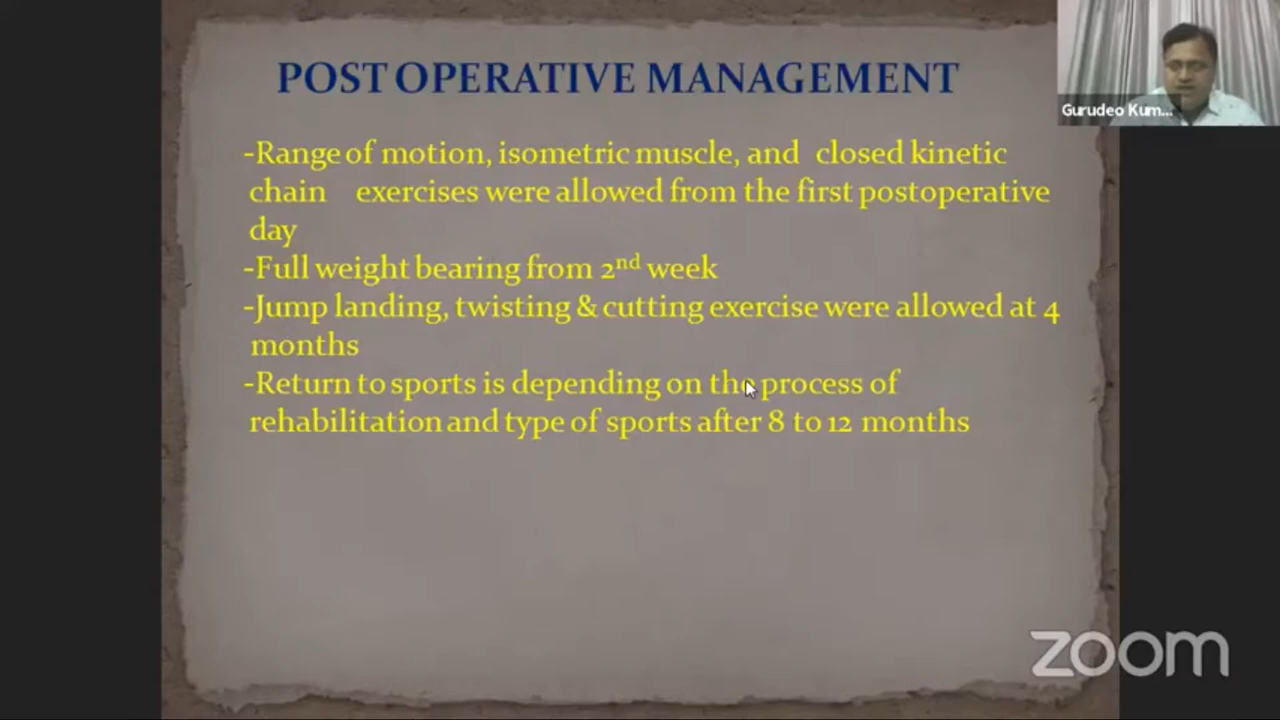 POST OPERATIVE MANAGEMENT
Gurudeo Kum...
-Range of motion, isometric muscle, and closed kinetic
chain exercises were allowed from the first postoperative
day
-Full weight bearing from 2nd week
-Jump landing, twisting & cutting exercise were allowed at 4
months
-Return to sports is depending on the process of
rehabilitation and type of sports after 8 to 12 months
zoom